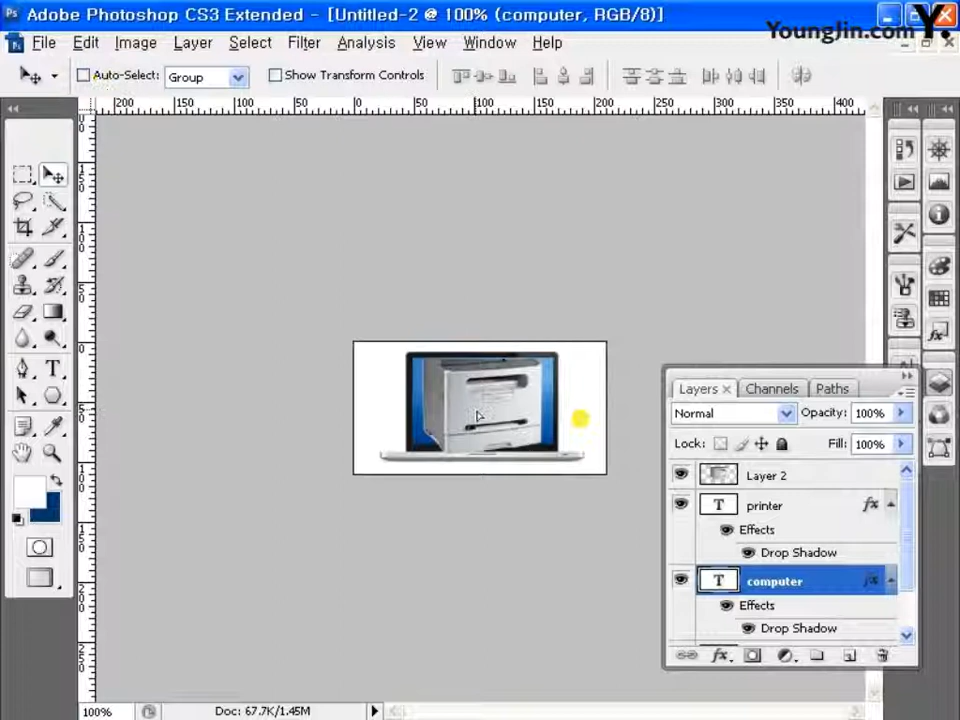 Adobe Photoshop CS3 Extended - [Untitled-2 @ 100% (computer, RGB/8)]
YoungJin.com Y.
File Edit Image Layer Select Filter Analysis View Window Help
Auto-Select: Group Show Transform Controls
200 150 100 50 0 50 100 150 200 250 300 350 400
Layers x Channels Paths
Normal Opacity: 100%
Lock: Fill: 100%
Layer 2
T printer fx
Effects
Drop Shadow
T computer fx
Effects
Drop Shadow
100% Doc: 67.7K/1.45M